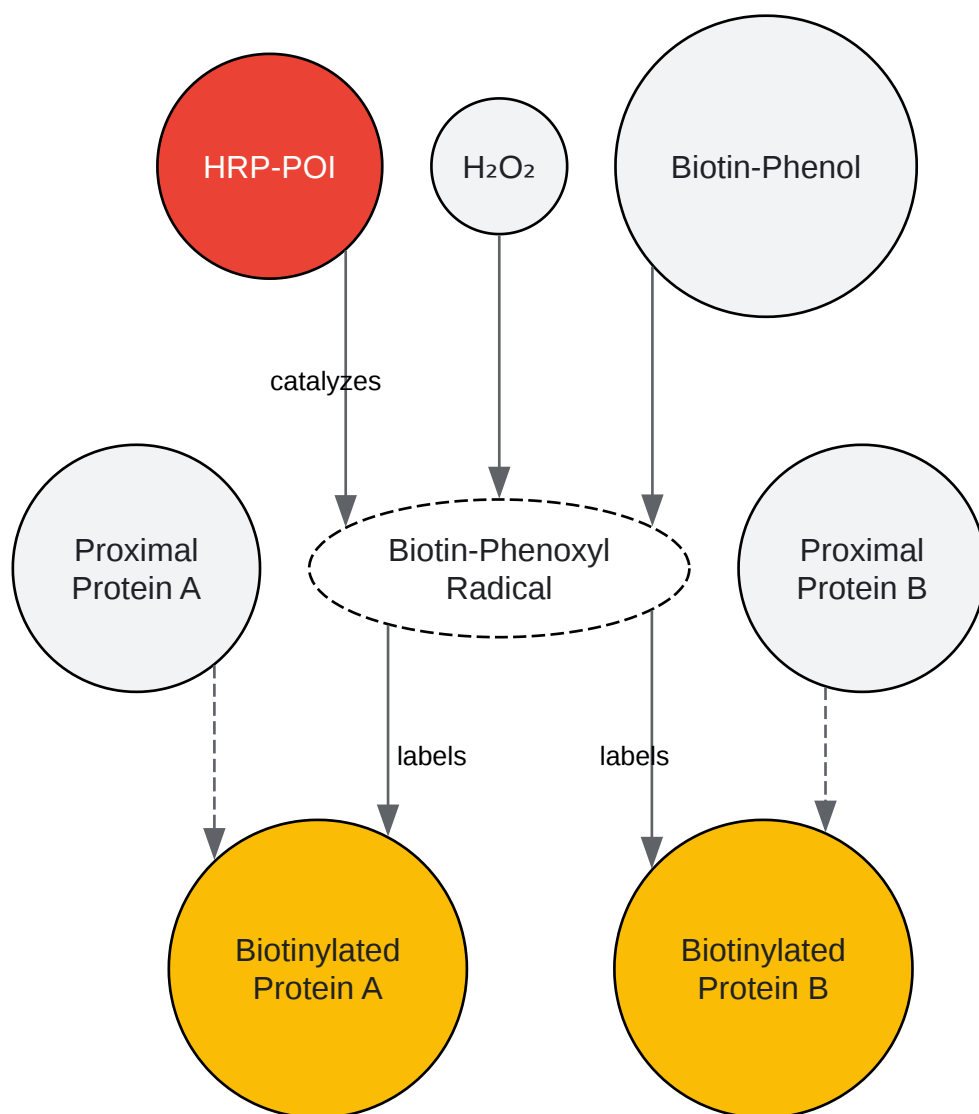 HRP-POI
H₂O₂
Biotin-Phenol
catalyzes
Proximal
Protein A
Biotin-Phenoxyl
Radical
Proximal
Protein B
labels
labels
Biotinylated
Protein A
Biotinylated
Protein B